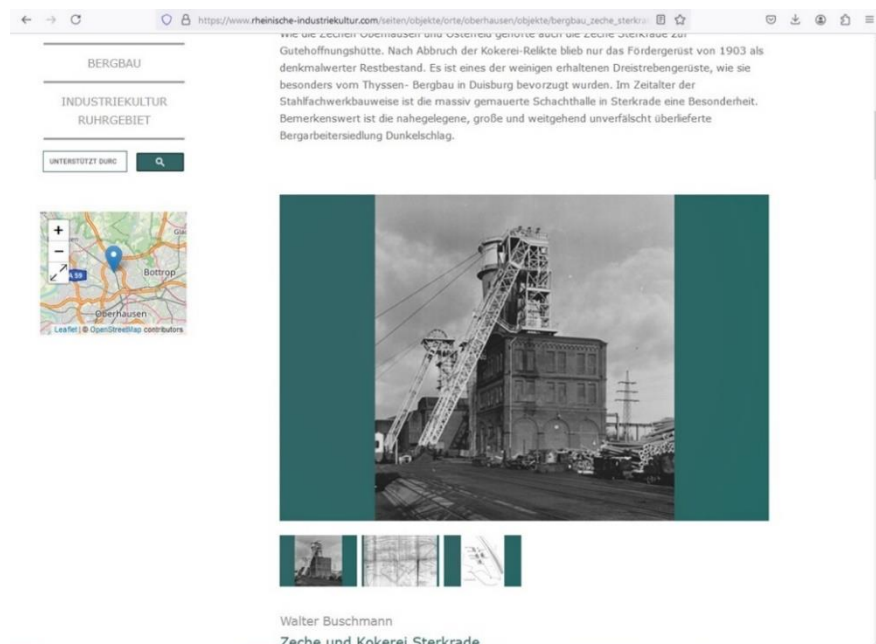 https://www.rheinische-industriekultur.com/seiten/objekte/orte/oberhausen/objekte/bergbau_zeche_sterkra
BERGBAU
INDUSTRIEKULTUR
RUHRGEBIET
UNTERSTÜTZT DURC
+
−
A 59
Bottrop
Oberhausen
Leaflet | © OpenStreetMap contributors
Wie die Zechen Oberhausen und Osterfeld gehörte auch die Zeche Sterkrade zur
Gutehoffnungshütte. Nach Abbruch der Kokerei-Relikte blieb nur das Fördergerüst von 1903 als
denkmalwerter Restbestand. Es ist eines der weinigen erhaltenen Dreistrebengerüste, wie sie
besonders vom Thyssen- Bergbau in Duisburg bevorzugt wurden. Im Zeitalter der
Stahlfachwerkbauweise ist die massiv gemauerte Schachthalle in Sterkrade eine Besonderheit.
Bemerkenswert ist die nahegelegene, große und weitgehend unverfälscht überlieferte
Bergarbeitersiedlung Dunkelschlag.
Walter Buschmann
Zeche und Kokerei Sterkrade